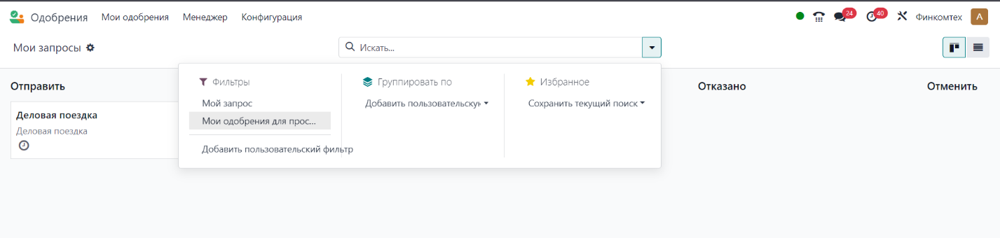 Одобрения Мои одобрения Менеджер Конфигурация 24 40 Финкомтех А
Мои запросы Искать...
Фильтры Группировать по Избранное
Отправить Отказано Отменить
Мой запрос Добавить пользовательскую Сохранить текущий поиск
Деловая поездка Мои одобрения для прос...
Деловая поездка
Добавить пользовательский фильтр